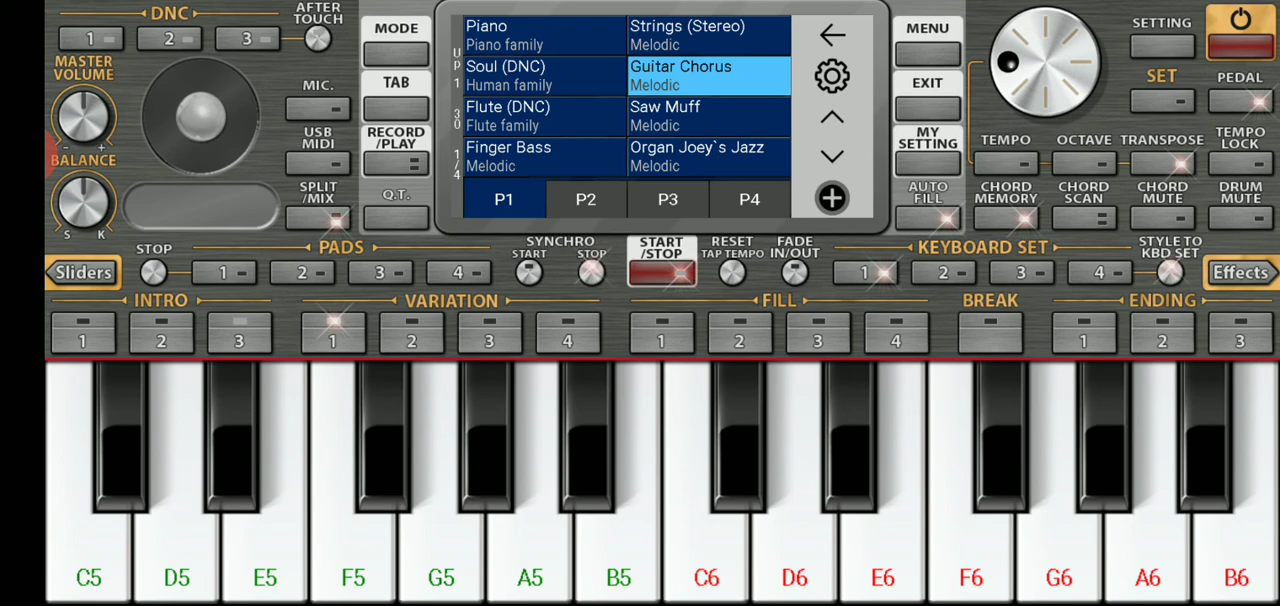 DNC
AFTER
TOUCH
1 2 3
MASTER
VOLUME
- +
BALANCE
S K
MIC.
USB
MIDI
SPLIT
/MIX
MODE
TAB
RECORD
/PLAY
Q.T.
Up 1
30
1/4
Piano
Piano family
Strings (Stereo)
Melodic
Soul (DNC)
Human family
Guitar Chorus
Melodic
Flute (DNC)
Flute family
Saw Muff
Melodic
Finger Bass
Melodic
Organ Joey`s Jazz
Melodic
P1 P2 P3 P4
MENU
EXIT
MY
SETTING
AUTO
FILL
SETTING
SET
PEDAL
TEMPO OCTAVE TRANSPOSE TEMPO
LOCK
CHORD
MEMORY
CHORD
SCAN
CHORD
MUTE
DRUM
MUTE
Sliders
STOP
PADS
1 2 3 4
SYNCHRO
START STOP
START
/STOP
RESET
TAP TEMPO
FADE
IN/OUT
KEYBOARD SET
1 2 3 4
STYLE TO
KBD SET
Effects
INTRO
1 2 3
VARIATION
1 2 3 4
FILL
1 2 3 4
BREAK
ENDING
1 2 3
C5 D5 E5 F5 G5 A5 B5 C6 D6 E6 F6 G6 A6 B6